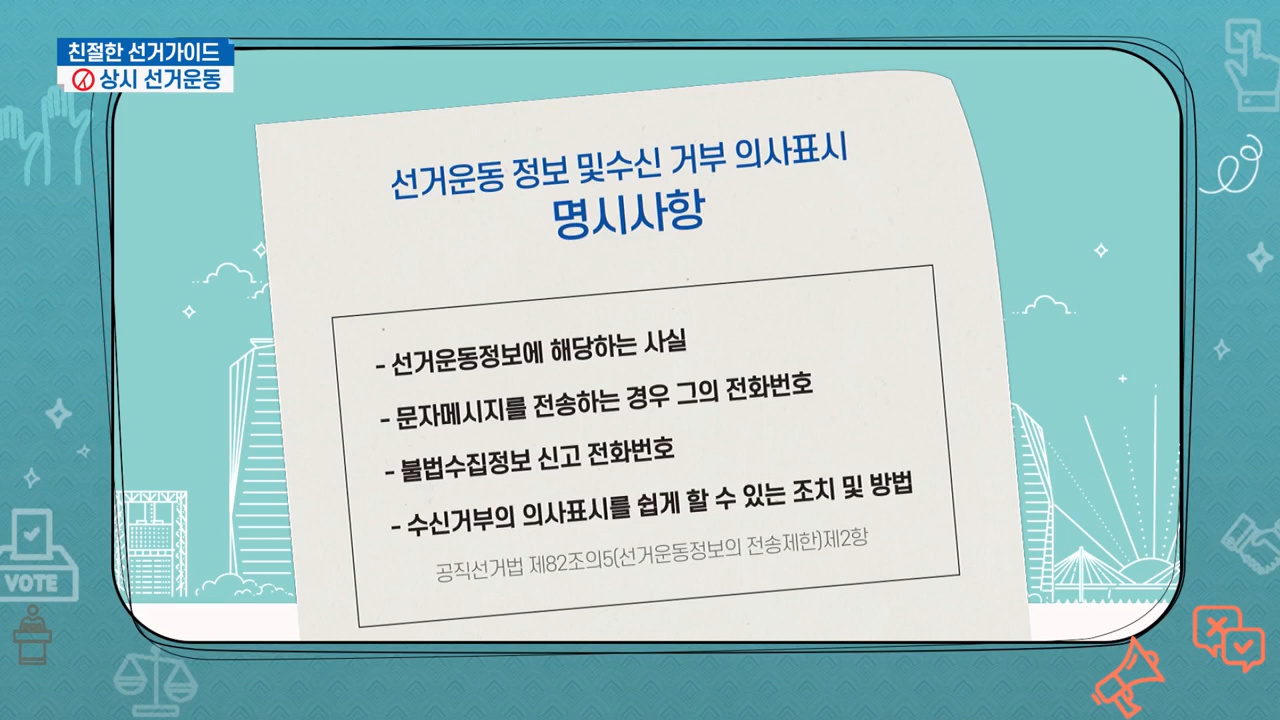 친절한 선거가이드
상시 선거운동
선거운동 정보 및수신 거부 의사표시
명시사항
- 선거운동정보에 해당하는 사실
- 문자메시지를 전송하는 경우 그의 전화번호
- 불법수집정보 신고 전화번호
- 수신거부의 의사표시를 쉽게 할 수 있는 조치 및 방법
공직선거법 제82조의5(선거운동정보의 전송제한)제2항
VOTE